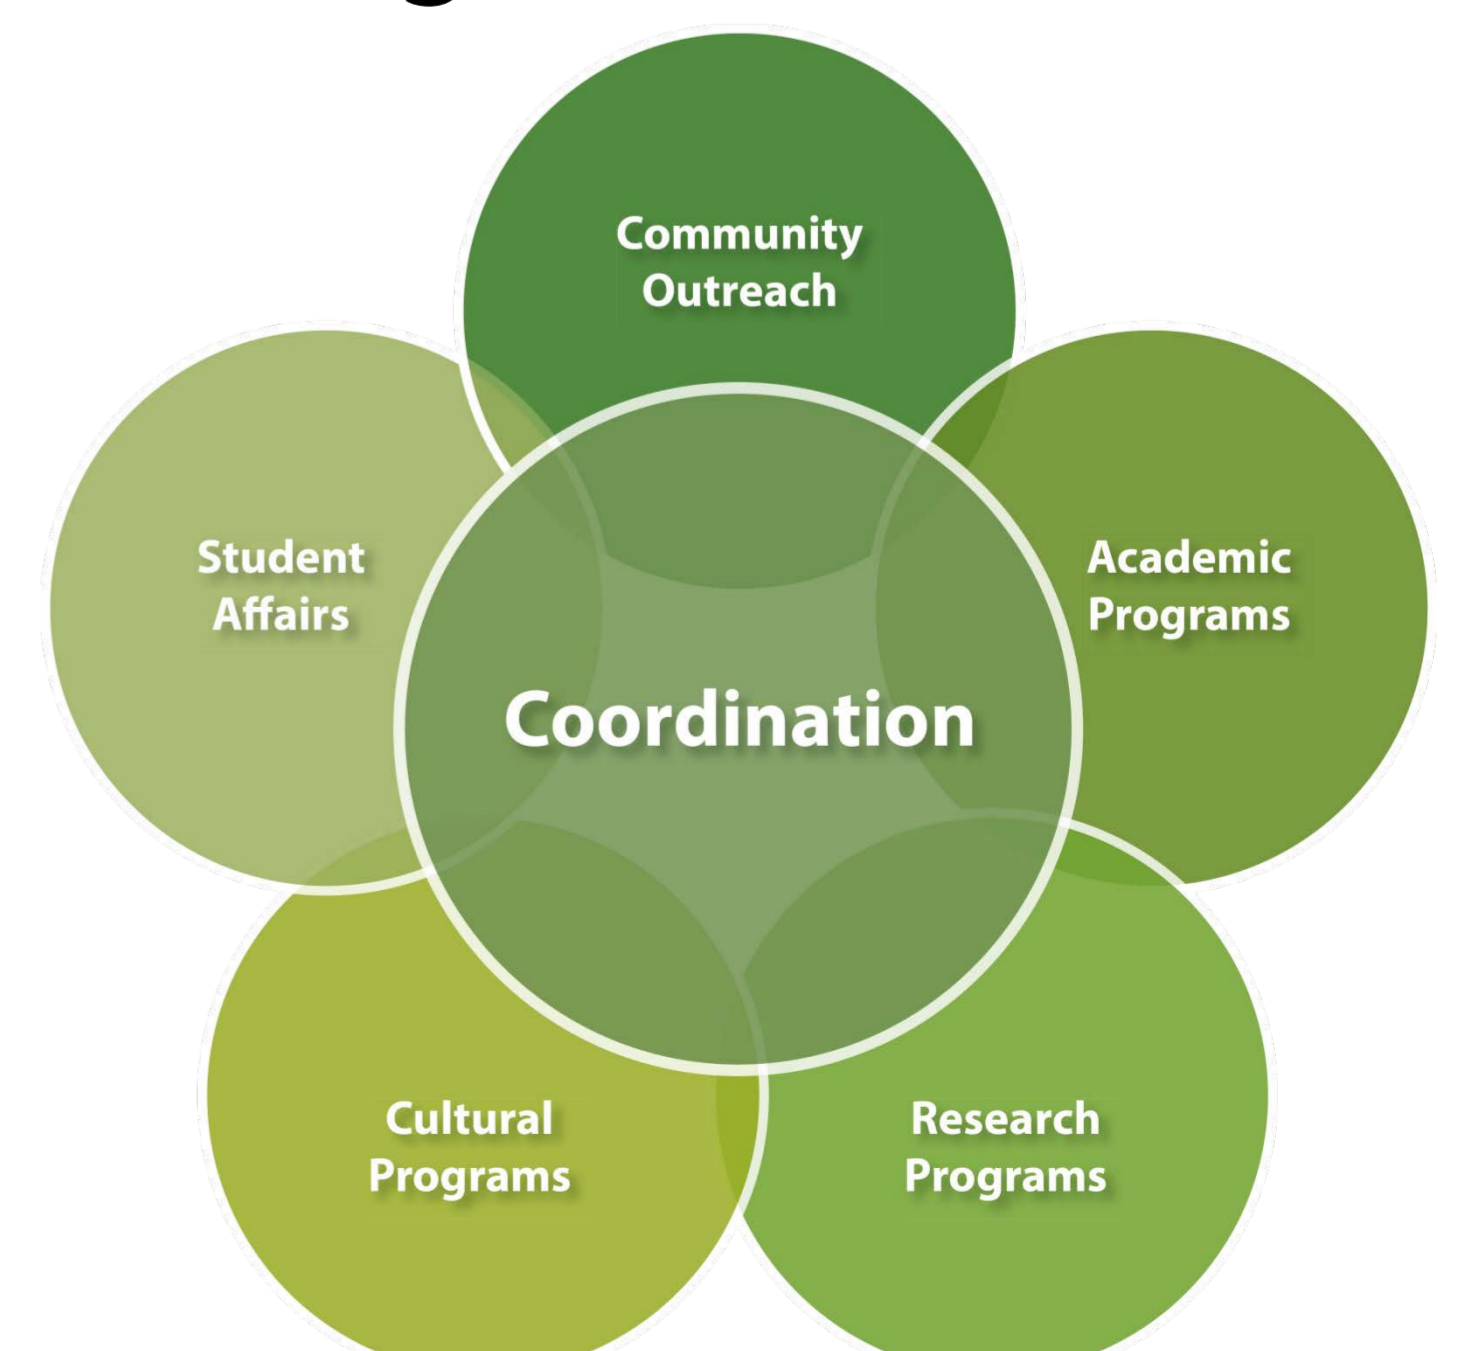 Community
Outreach
Student
Affairs
Academic
Programs
Coordination
Cultural
Programs
Research
Programs